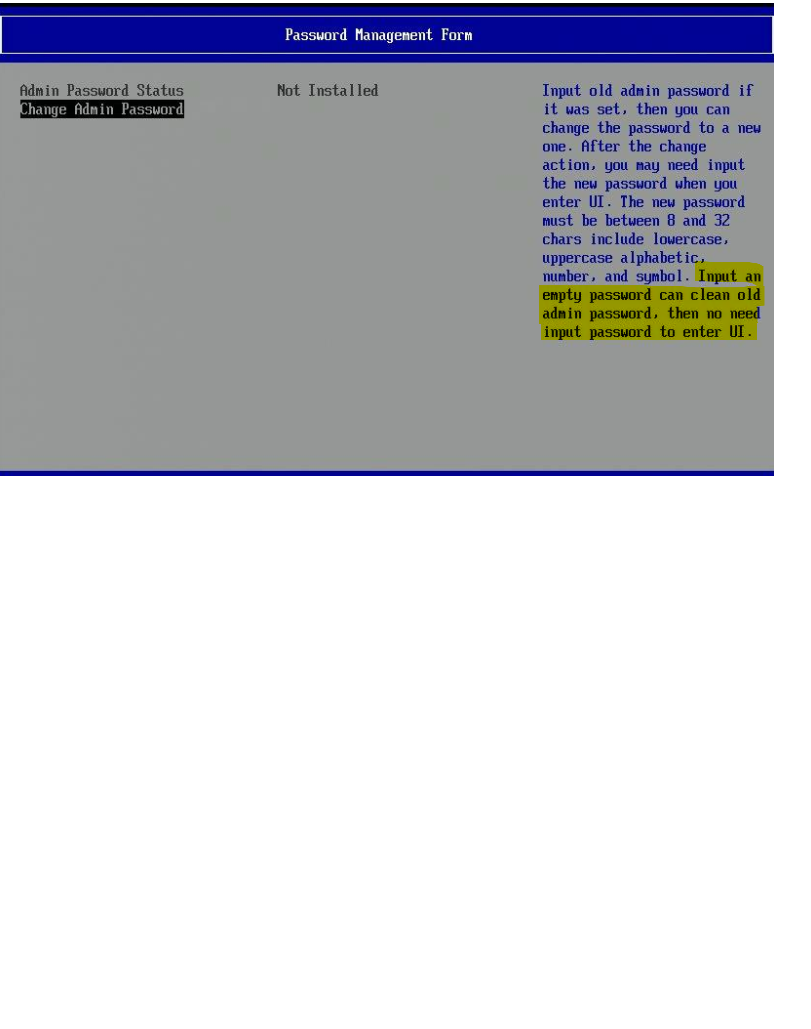 Password Management Form
Admin Password Status Not Installed
Change Admin Password
Input old admin password if
it was set, then you can
change the password to a new
one. After the change
action, you may need input
the new password when you
enter UI. The new password
must be between 8 and 32
chars include lowercase,
uppercase alphabetic,
number, and symbol. Input an
empty password can clean old
admin password, then no need
input password to enter UI.